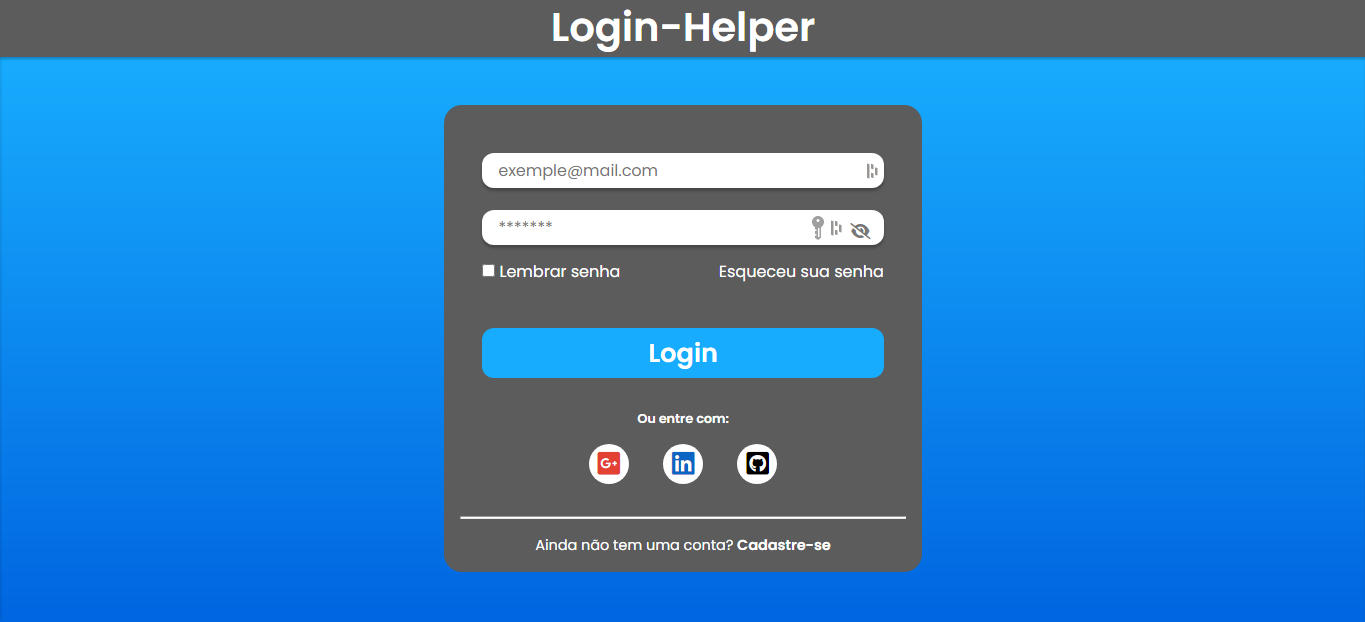 Login-Helper
exemple@mail.com
*******
Lembrar senha
Esqueceu sua senha
Login
Ou entre com:
G+
in
Ainda não tem uma conta? Cadastre-se